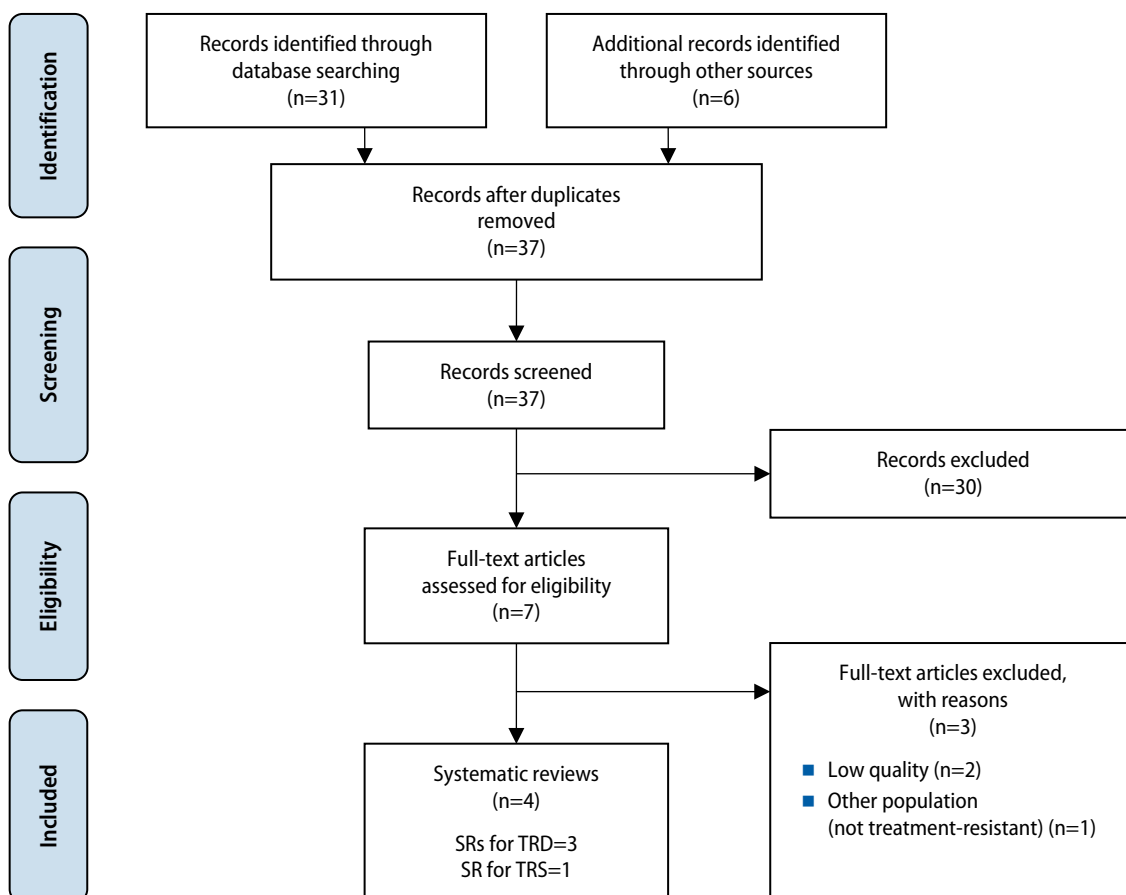 Identification
Records identified through
database searching
(n=31)
Additional records identified
through other sources
(n=6)
Records after duplicates
removed
(n=37)
Screening
Records screened
(n=37)
Records excluded
(n=30)
Eligibility
Full-text articles
assessed for eligibility
(n=7)
Full-text articles excluded,
with reasons
(n=3)
Low quality (n=2)
Other population
(not treatment-resistant) (n=1)
Included
Systematic reviews
(n=4)
SRs for TRD=3
SR for TRS=1